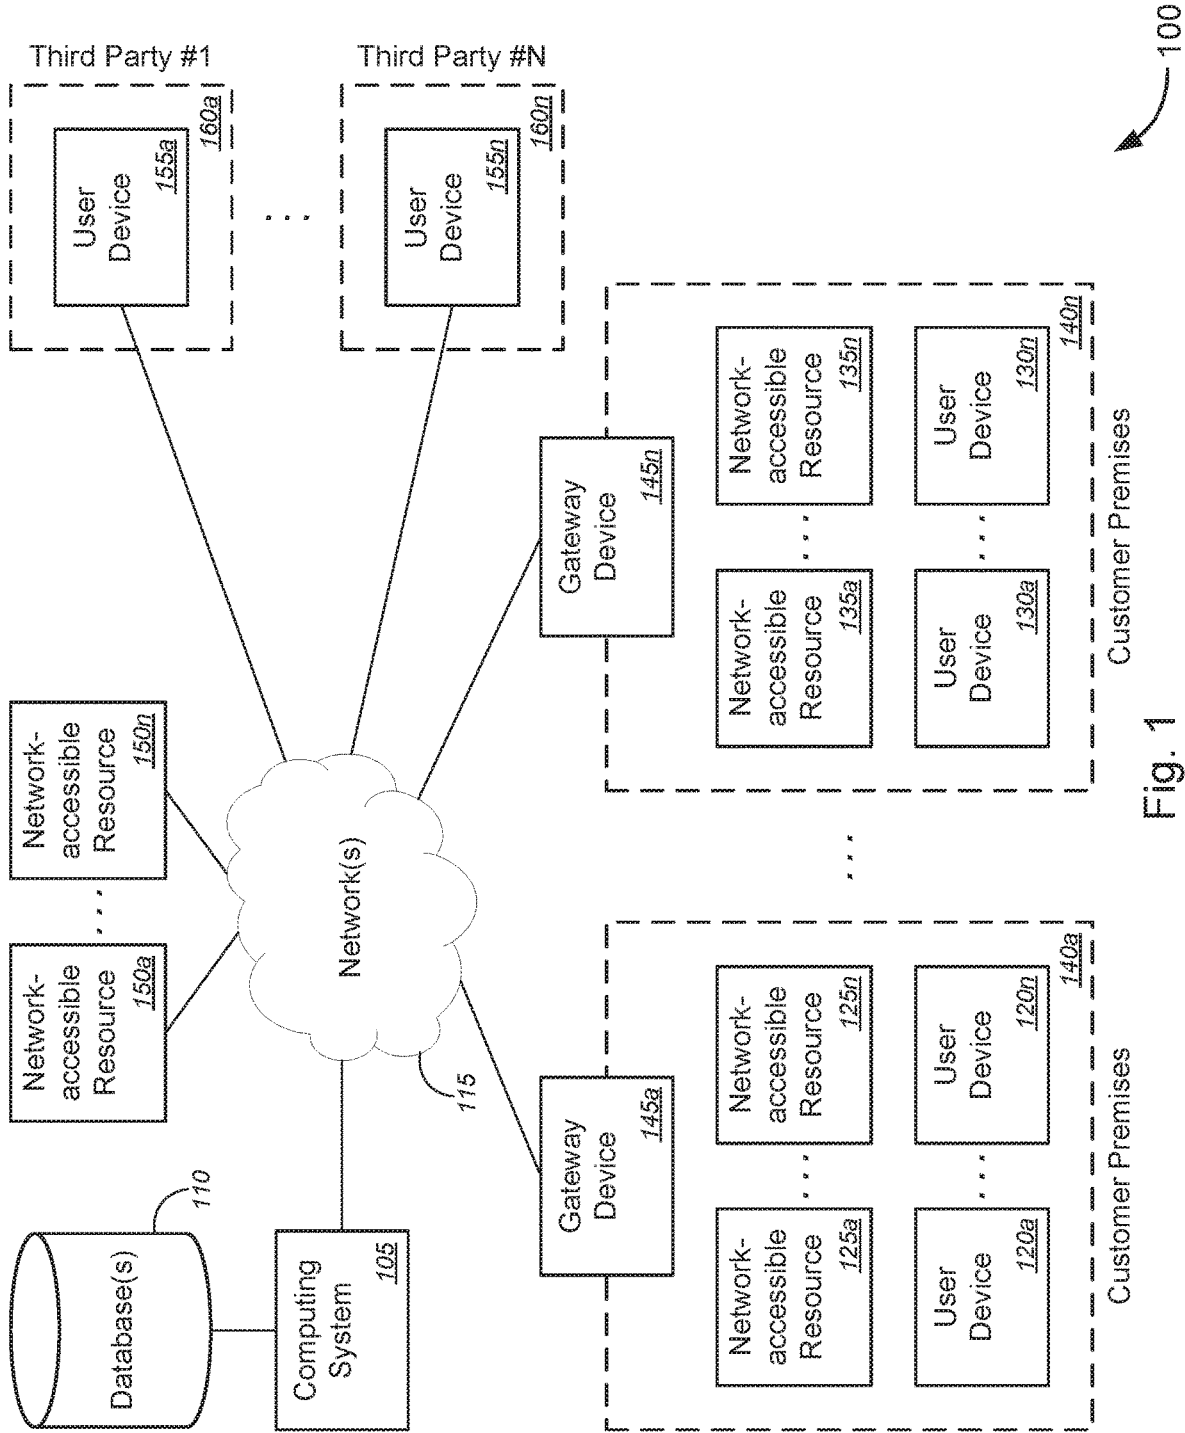 Database(s)
110
Computing
System
105
Network-
accessible
Resource
150a
. . .
Network-
accessible
Resource
150n
Third Party #1
User
Device
155a
160a
. . .
Third Party #N
User
Device
155n
160n
Network(s)
115
Gateway
Device
145a
Network-
accessible
Resource
125a
. . .
Network-
accessible
Resource
125n
User
Device
120a
. . .
User
Device
120n
140a
Customer Premises
. . .
Gateway
Device
145n
Network-
accessible
Resource
135a
. . .
Network-
accessible
Resource
135n
User
Device
130a
. . .
User
Device
130n
140n
Customer Premises
100
Fig. 1